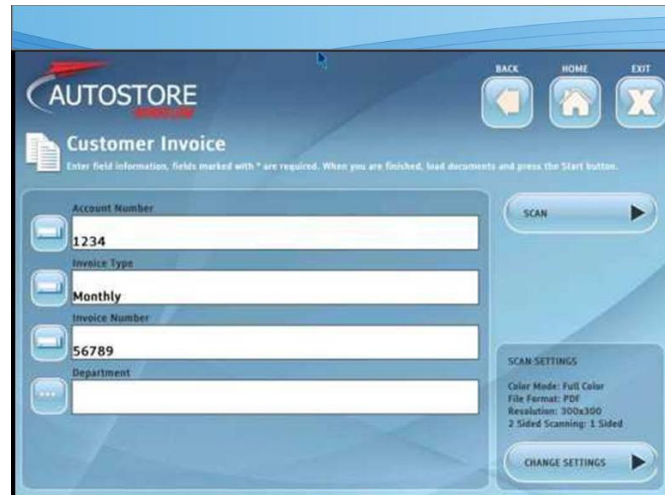 AUTOSTORE
WORKFLOW
BACK
HOME
EXIT
Customer Invoice
Enter field information, fields marked with * are required. When you are finished, load documents and press the Start button.
Account Number
1234
Invoice Type
Monthly
Invoice Number
56789
Department
SCAN
SCAN SETTINGS
Color Mode: Full Color
File Format: PDF
Resolution: 300x300
2 Sided Scanning: 1 Sided
CHANGE SETTINGS